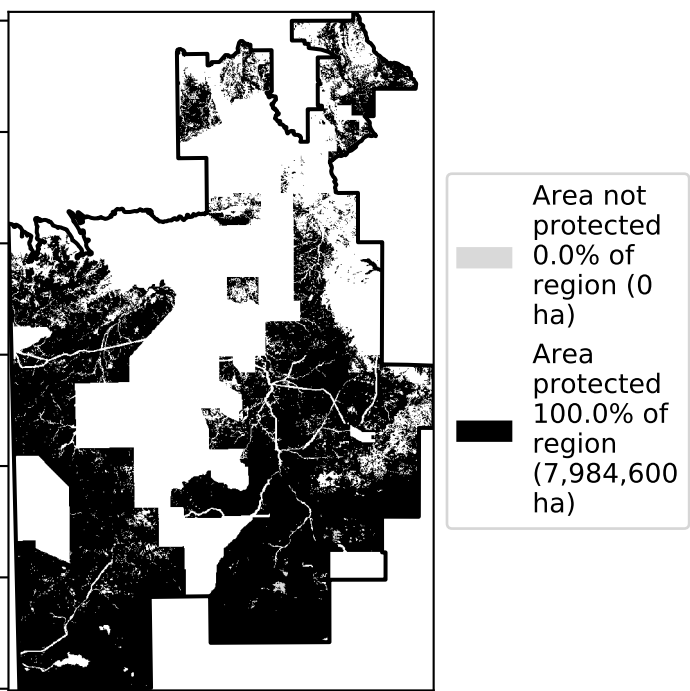 Area not
protected
0.0% of
region (0
ha)
Area
protected
100.0% of
region
(7,984,600
ha)